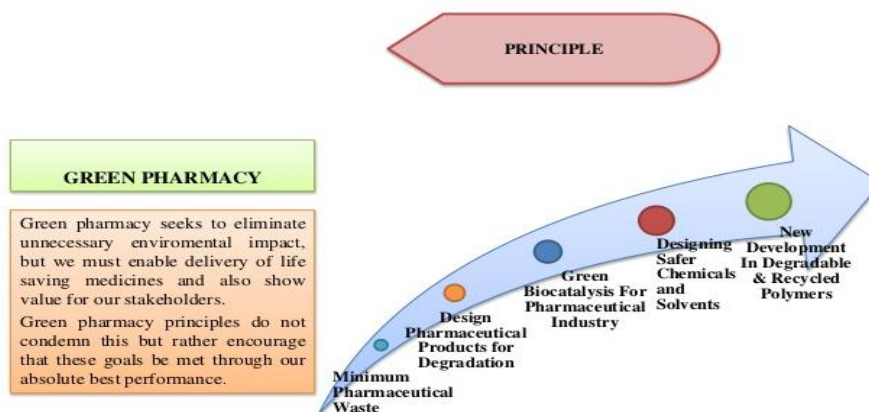 PRINCIPLE
GREEN PHARMACY
Green pharmacy seeks to eliminate
unnecessary enviromental impact,
but we must enable delivery of life
saving medicines and also show
value for our stakeholders.
Green pharmacy principles do not
condemn this but rather encourage
that these goals be met through our
absolute best performance.
Minimum
Pharmaceutical
Waste
Design
Pharmaceutical
Products for
Degradation
Green
Biocatalysis For
Pharmaceutical
Industry
Designing
Safer
Chemicals
and
Solvents
New
Development
In Degradable
& Recycled
Polymers